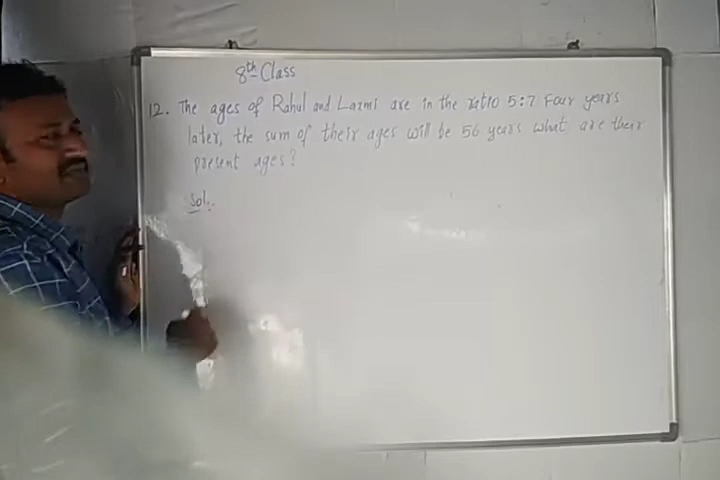 8th Class
12. The ages of Rahul and Laxmi are in the ratio 5:7 Four years
later, the sum of their ages will be 56 years what are their
present ages?
Sol: